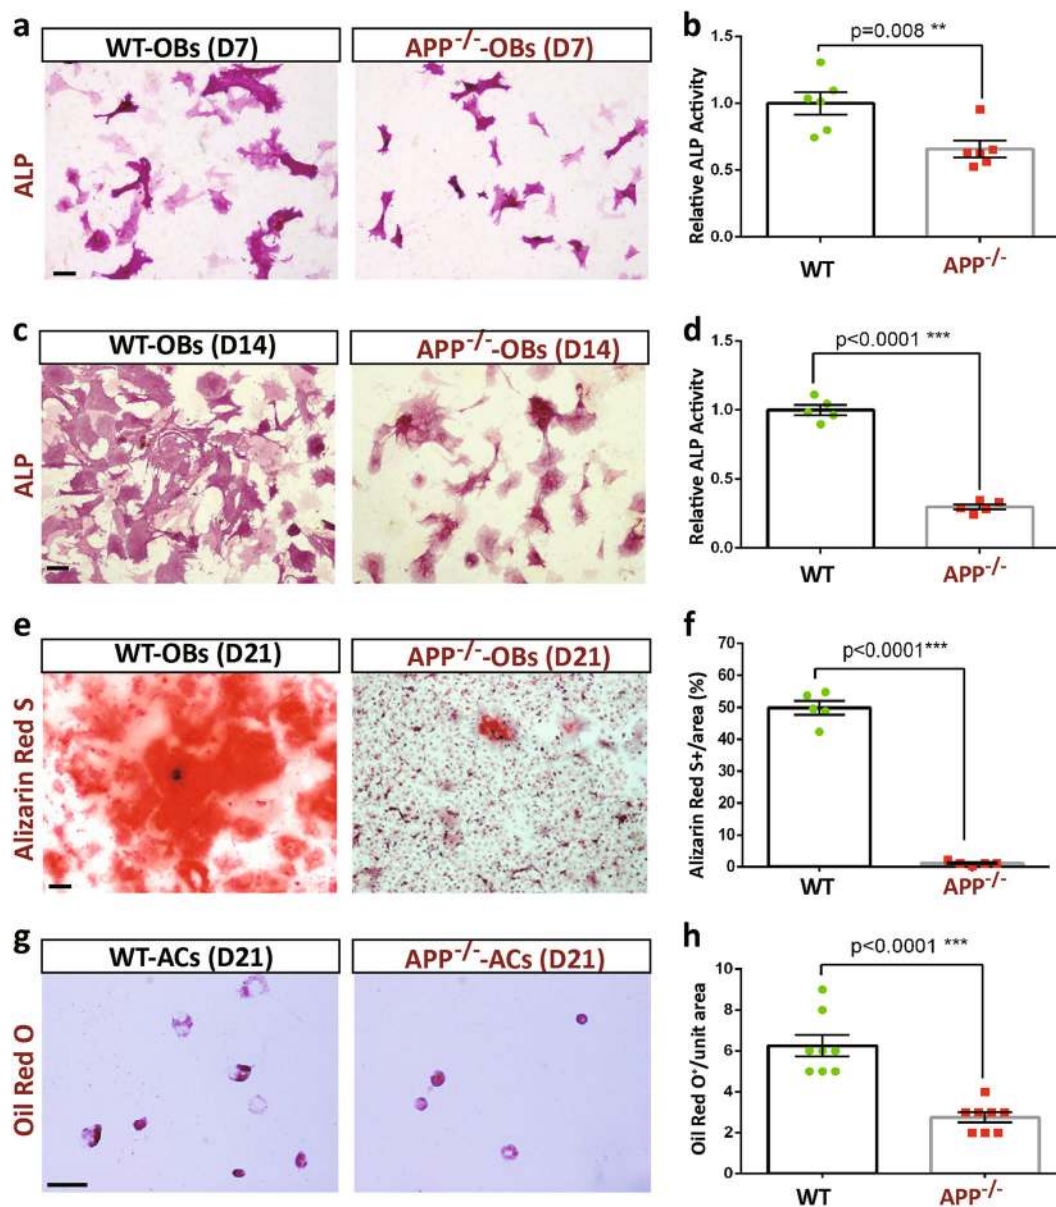 a
WT-OBs (D7)
APP-/--OBs (D7)
ALP
b
p=0.008 **
Relative ALP Activity
1.5
1.0
0.5
0.0
WT
APP-/-
c
WT-OBs (D14)
APP-/--OBs (D14)
ALP
d
p<0.0001 ***
Relative ALP Activity
1.5
1.0
0.5
0.0
WT
APP-/-
e
WT-OBs (D21)
APP-/--OBs (D21)
Alizarin Red S
f
p<0.0001***
Alizarin Red S+/area (%)
70
60
50
40
30
20
10
0
WT
APP-/-
g
WT-ACs (D21)
APP-/--ACs (D21)
Oil Red O
h
p<0.0001 ***
Oil Red O+/unit area
10
8
6
4
2
0
WT
APP-/-